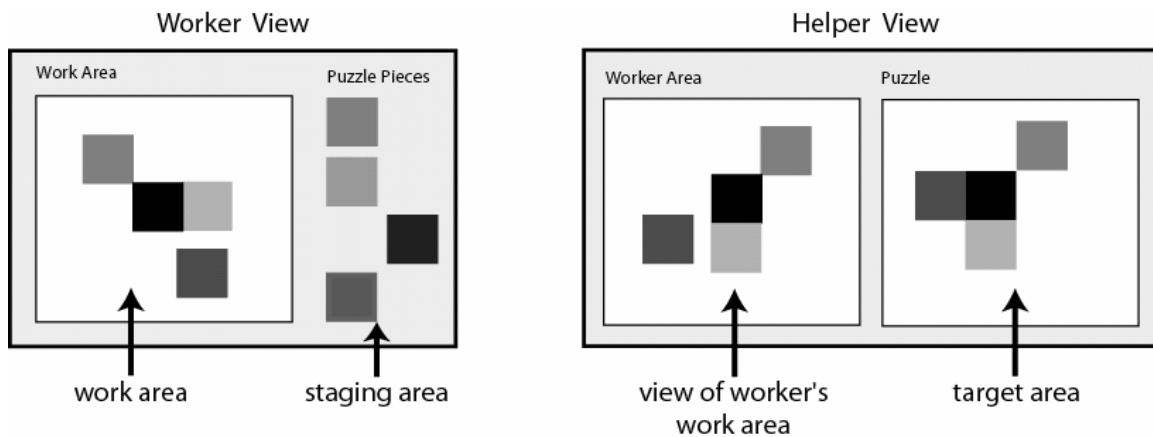 Worker View
Helper View
Work Area
Puzzle Pieces
Worker Area
Puzzle
work area
staging area
view of worker's
work area
target area